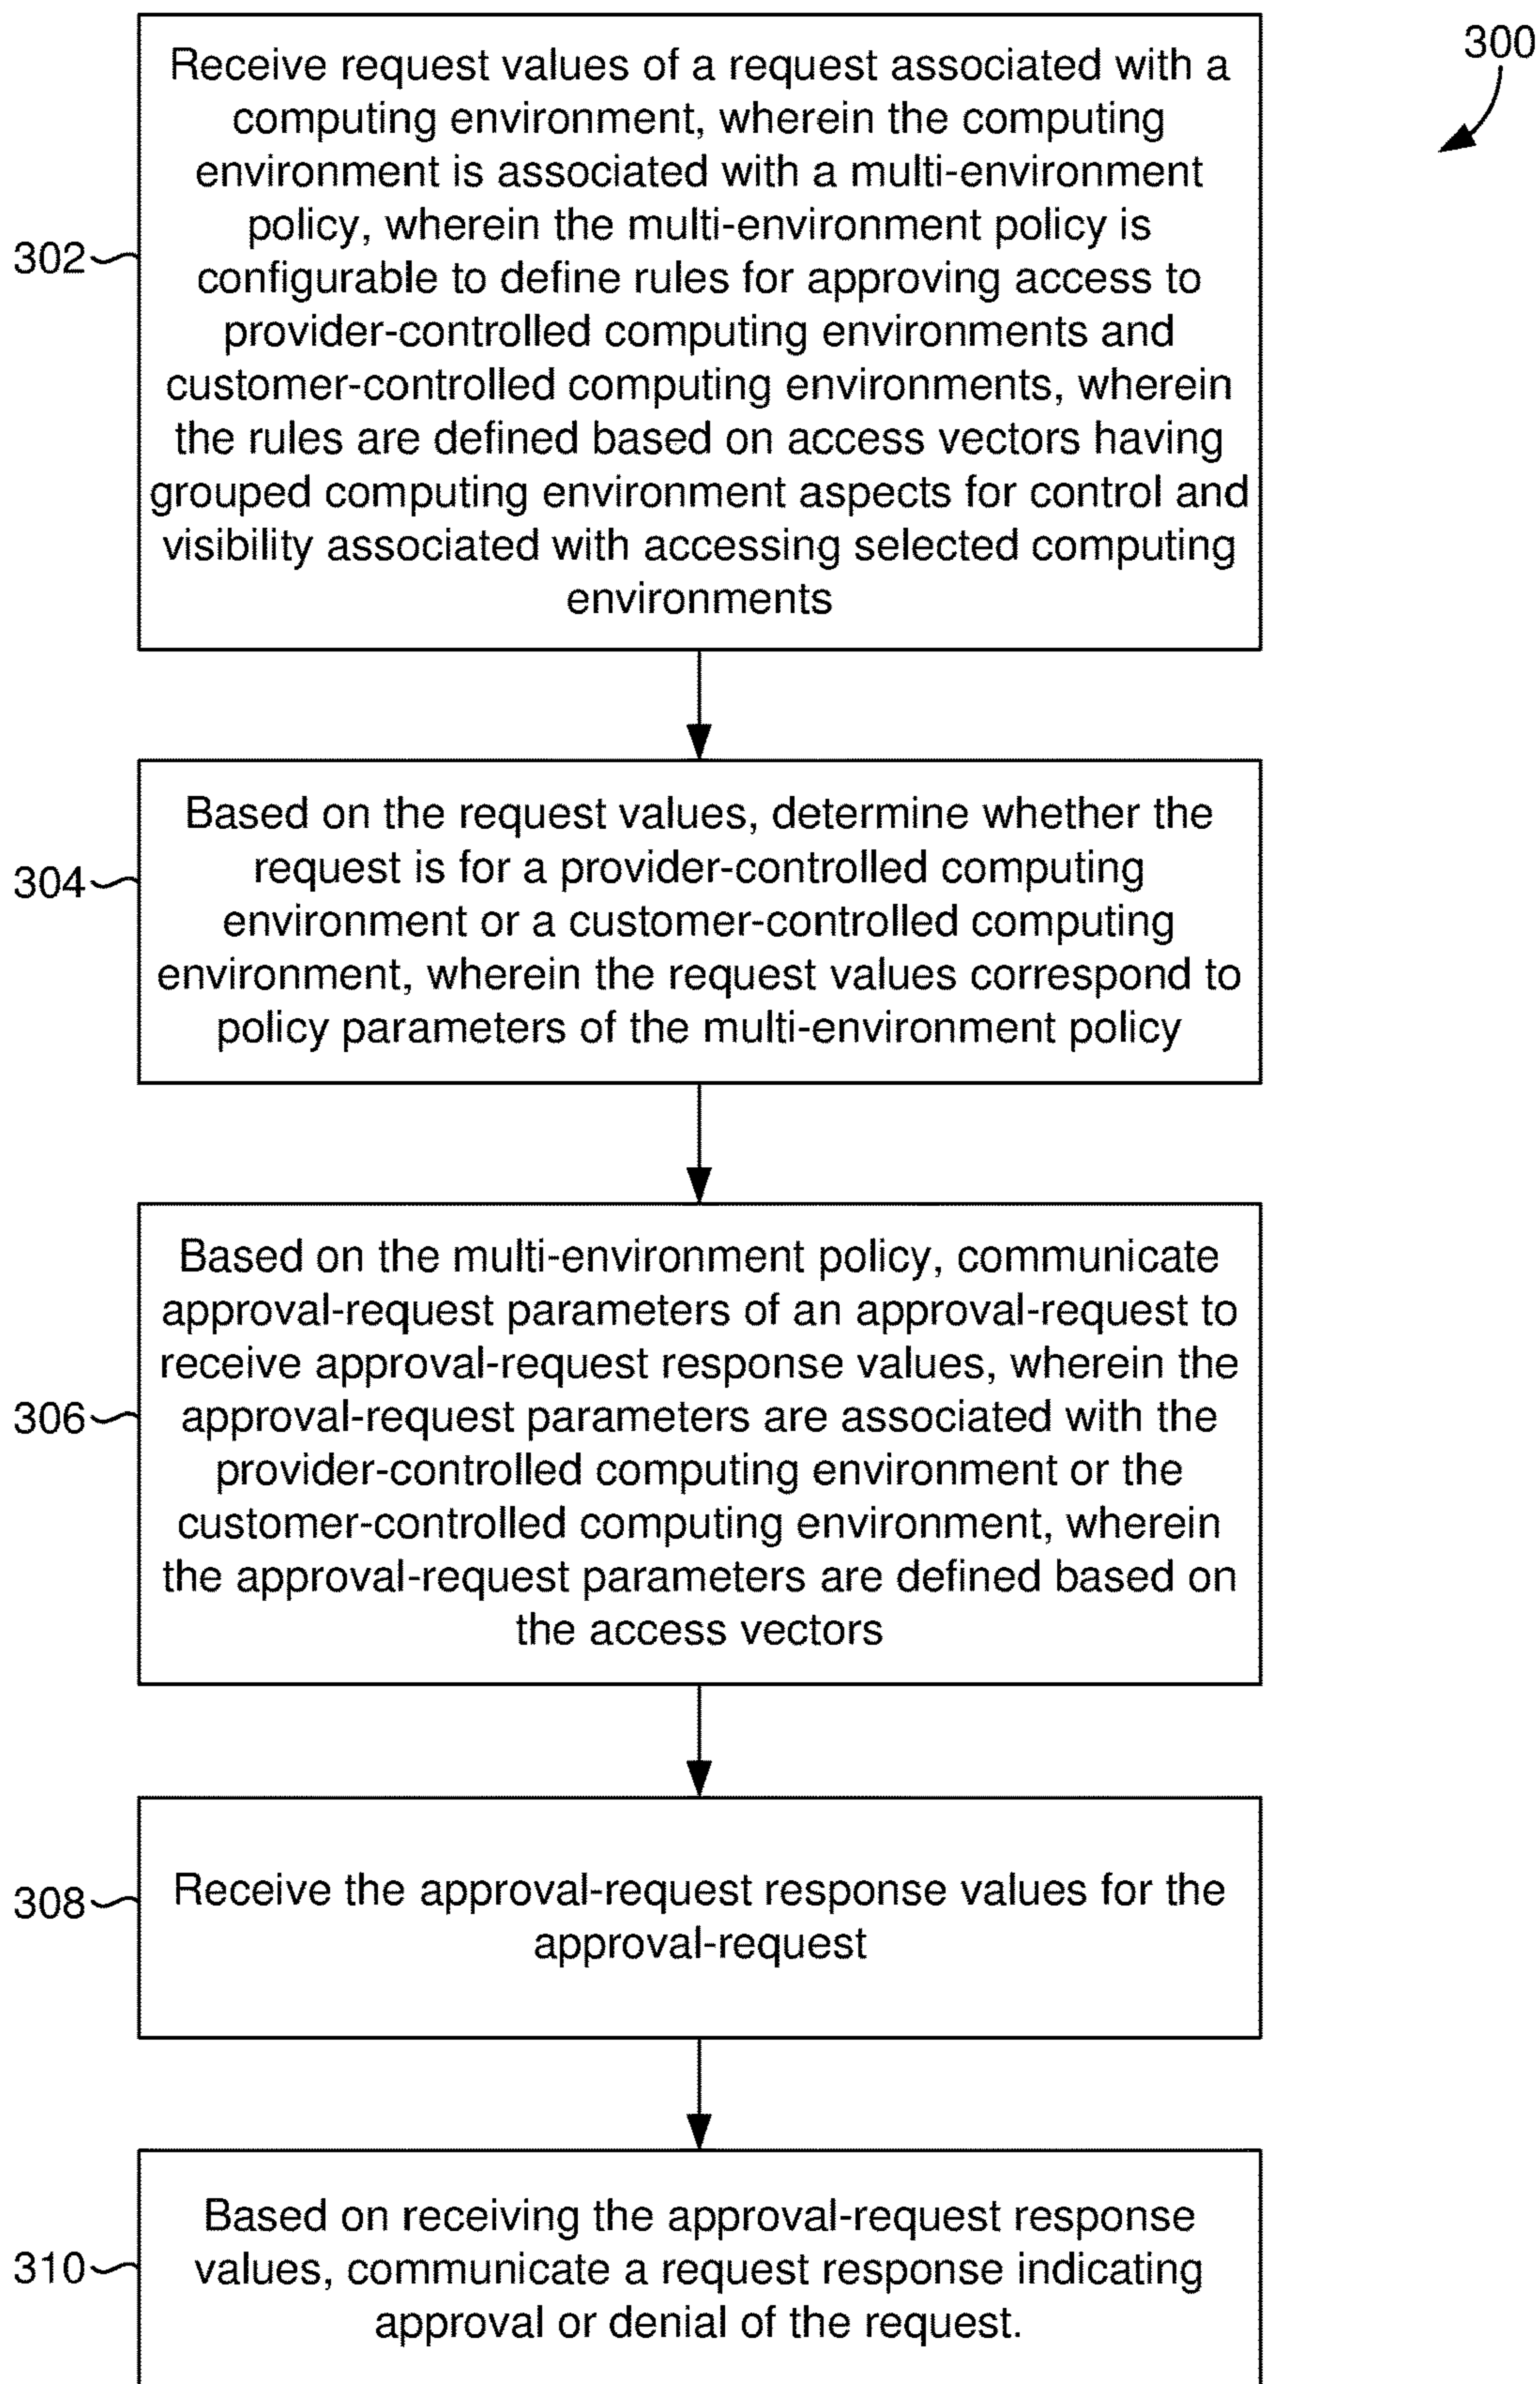 300
Receive request values of a request associated with a
computing environment, wherein the computing
environment is associated with a multi-environment
policy, wherein the multi-environment policy is
configurable to define rules for approving access to
provider-controlled computing environments and
customer-controlled computing environments, wherein
the rules are defined based on access vectors having
grouped computing environment aspects for control and
visibility associated with accessing selected computing
environments
302
Based on the request values, determine whether the
request is for a provider-controlled computing
environment or a customer-controlled computing
environment, wherein the request values correspond to
policy parameters of the multi-environment policy
304
Based on the multi-environment policy, communicate
approval-request parameters of an approval-request to
receive approval-request response values, wherein the
approval-request parameters are associated with the
provider-controlled computing environment or the
customer-controlled computing environment, wherein
the approval-request parameters are defined based on
the access vectors
306
Receive the approval-request response values for the
approval-request
308
Based on receiving the approval-request response
values, communicate a request response indicating
approval or denial of the request.
310